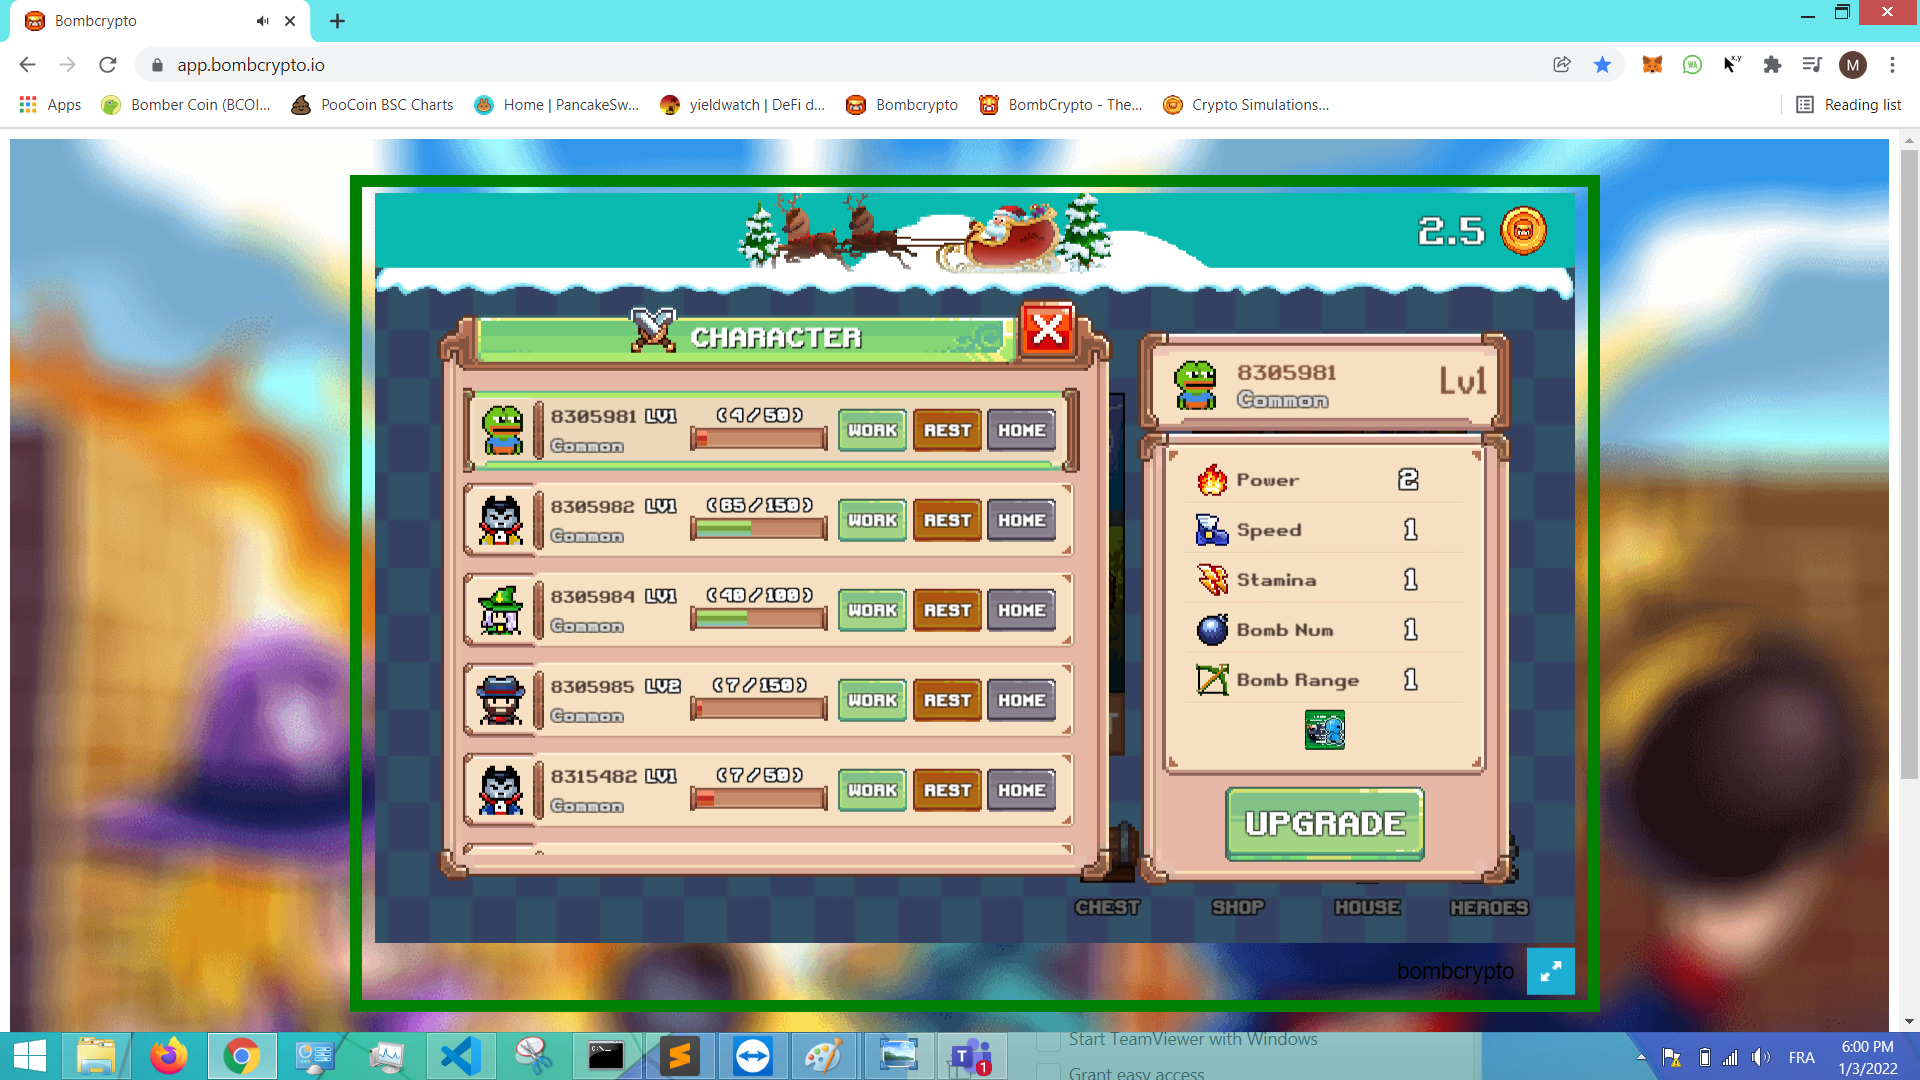 Bombcrypto
app.bombcrypto.io
M
Apps
Bomber Coin (BCOI...
PooCoin BSC Charts
Home | PancakeSw...
yieldwatch | DeFi d...
Bombcrypto
BombCrypto - The...
Crypto Simulations...
Reading list
2.5
CHARACTER
8305981 LV1 (4/50) WORK REST HOME
Common
8305982 LV1 (65/150) WORK REST HOME
Common
8305984 LV1 (40/100) WORK REST HOME
Common
8305985 LV2 (7/150) WORK REST HOME
Common
8315482 LV1 (7/50) WORK REST HOME
Common
8305981 Lv1
Common
Power 2
Speed 1
Stamina 1
Bomb Num 1
Bomb Range 1
UPGRADE
CHEST SHOP HOUSE HEROES
bombcrypto
Start TeamViewer with Windows
Grant easy access
1
FRA
6:00 PM
1/3/2022